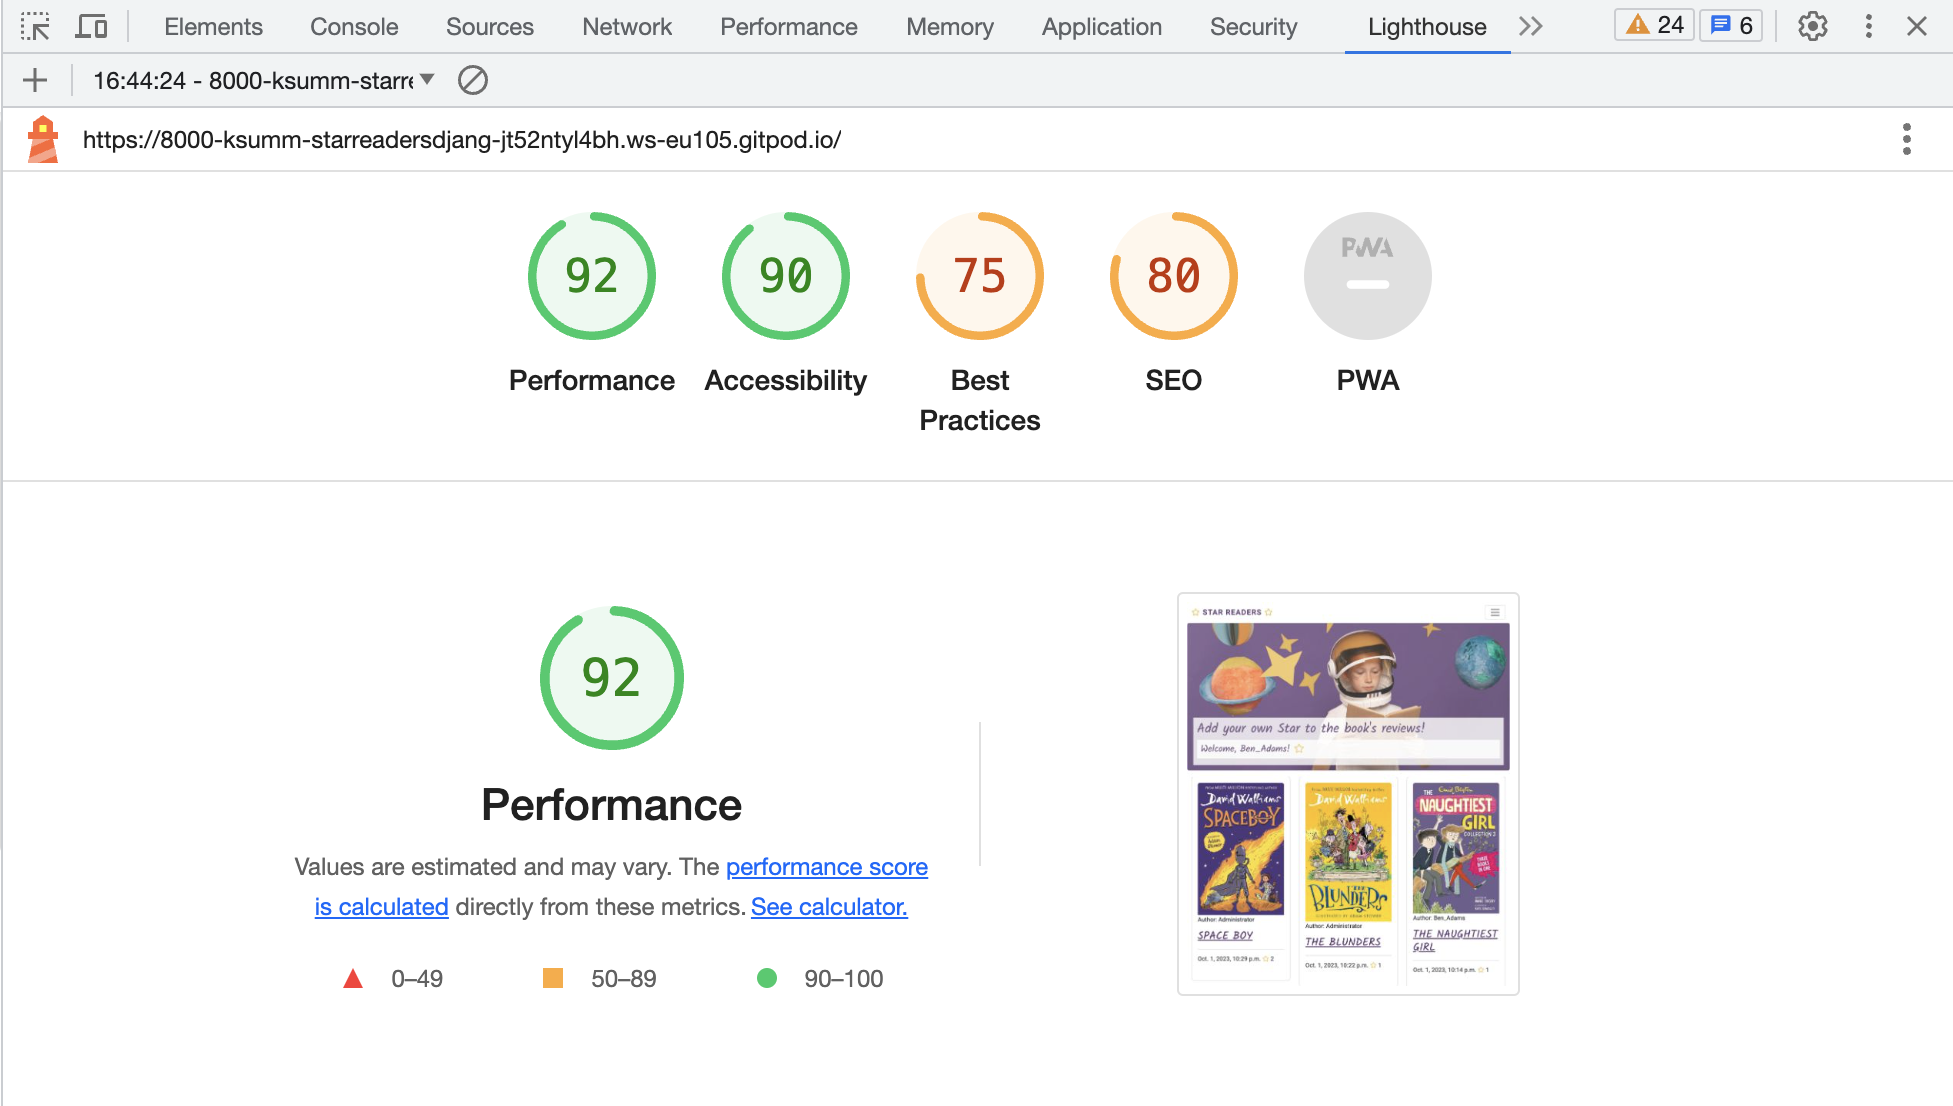 Elements Console Sources Network Performance Memory Application Security Lighthouse 24 6
16:44:24 - 8000-ksumm-starre
https://8000-ksumm-starreadersdjang-jt52ntyl4bh.ws-eu105.gitpod.io/
92 90 75 80 PWA
Performance Accessibility Best Practices SEO PWA
92
Performance
Values are estimated and may vary. The performance score
is calculated directly from these metrics. See calculator.
0–49 50–89 90–100
STAR READERS
Add your own Star to the book's reviews!
Welcome, Ben_Adams!
David Walliams
SPACEBOY
David Walliams
THE BLUNDERS
Enid Blyton
THE NAUGHTIEST GIRL
COLLECTION 2
Author: Administrator
SPACE BOY
Oct. 1, 2023, 10:29 p.m. 2
Author: Administrator
THE BLUNDERS
Oct. 1, 2023, 10:22 p.m. 1
Author: Ben_Adams
THE NAUGHTIEST
GIRL
Oct. 1, 2023, 10:14 p.m. 1